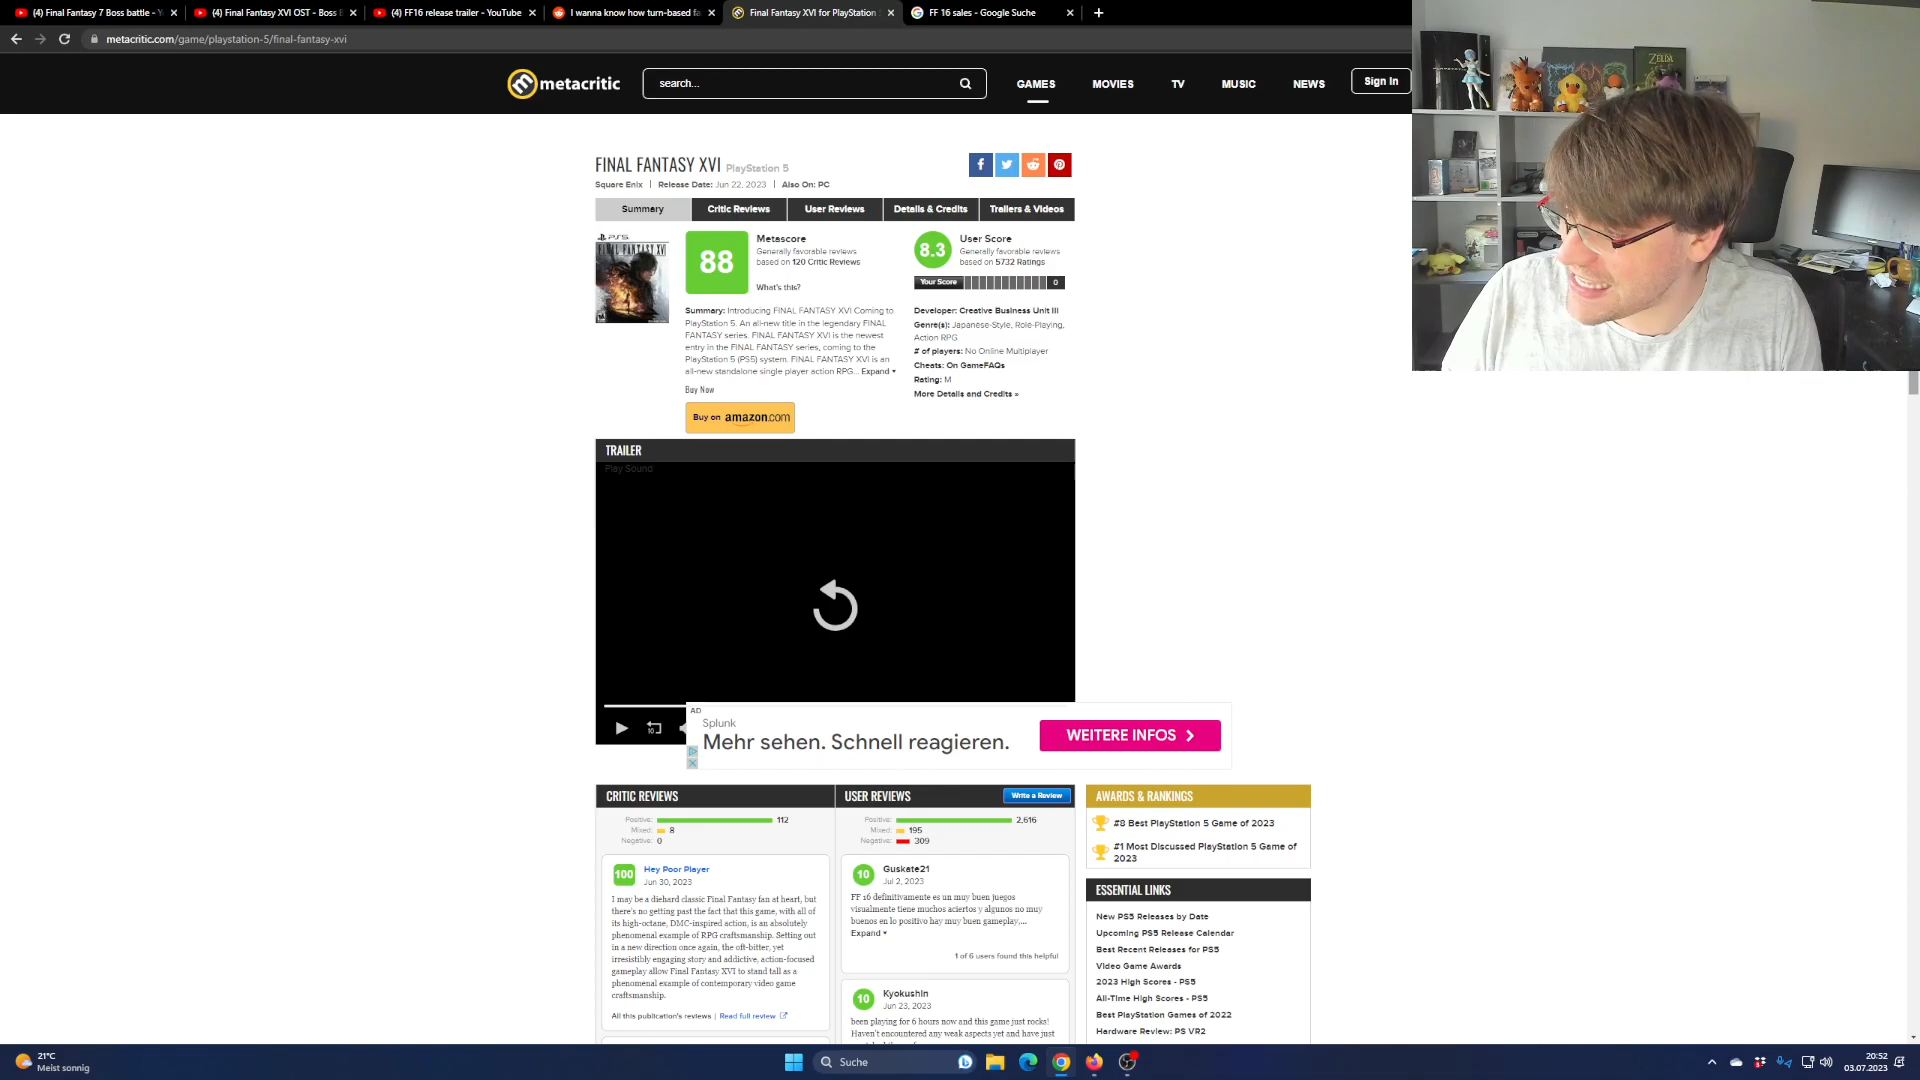 (4) Final Fantasy 7 Boss battle - Y
(4) Final Fantasy XVI OST - Boss B
(4) FF16 release trailer - YouTube
I wanna know how turn-based fa
Final Fantasy XVI for PlayStation
FF 16 sales - Google Suche
metacritic.com/game/playstation-5/final-fantasy-xvi
metacritic
search...
GAMES
MOVIES
TV
MUSIC
NEWS
Sign In
FINAL FANTASY XVI PlayStation 5
Square Enix | Release Date: Jun 22, 2023 | Also On: PC
Summary
Critic Reviews
User Reviews
Details & Credits
Trailers & Videos
PS5
FINAL FANTASY XVI
88
Metascore
Generally favorable reviews
based on 120 Critic Reviews
What's this?
8.3
User Score
Generally favorable reviews
based on 5732 Ratings
Your Score
0
Summary: Introducing FINAL FANTASY XVI Coming to
PlayStation 5. An all-new title in the legendary FINAL
FANTASY series. FINAL FANTASY XVI is the newest
entry in the FINAL FANTASY series, coming to the
PlayStation 5 (PS5) system. FINAL FANTASY XVI is an
all-new standalone single player action RPG... Expand
Buy Now
Buy on amazon.com
Developer: Creative Business Unit III
Genre(s): Japanese-Style, Role-Playing,
Action RPG
# of players: No Online Multiplayer
Cheats: On GameFAQs
Rating: M
More Details and Credits »
TRAILER
Play Sound
10
AD
Splunk
Mehr sehen. Schnell reagieren.
WEITERE INFOS
CRITIC REVIEWS
Positive: 112
Mixed: 8
Negative: 0
100
Hey Poor Player
Jun 30, 2023
I may be a diehard classic Final Fantasy fan at heart, but
there's no getting past the fact that this game, with all of
its high-octane, DMC-inspired action, is an absolutely
phenomenal example of RPG craftsmanship. Setting out
in a new direction once again, the oft-bitter, yet
irresistibly engaging story and addictive, action-focused
gameplay allow Final Fantasy XVI to stand tall as a
phenomenal example of contemporary video game
craftsmanship.
All this publication's reviews | Read full review
USER REVIEWS
Write a Review
Positive: 2,616
Mixed: 195
Negative: 309
10
Guskate21
Jul 2, 2023
FF 16 definitivamente es un muy buen juegos
visualmente tiene muchos aciertos y algunos no muy
buenos en lo positivo hay muy buen gameplay,...
Expand
1 of 6 users found this helpful
10
Kyokushin
Jun 23, 2023
been playing for 6 hours now and this game just rocks!
Haven't encountered any weak aspects yet and have just
AWARDS & RANKINGS
#8 Best PlayStation 5 Game of 2023
#1 Most Discussed PlayStation 5 Game of
2023
ESSENTIAL LINKS
New PS5 Releases by Date
Upcoming PS5 Release Calendar
Best Recent Releases for PS5
Video Game Awards
2023 High Scores - PS5
All-Time High Scores - PS5
Best PlayStation Games of 2022
Hardware Review: PS VR2
ZELDA
21°C
Meist sonnig
Suche
20:52
03.07.2023